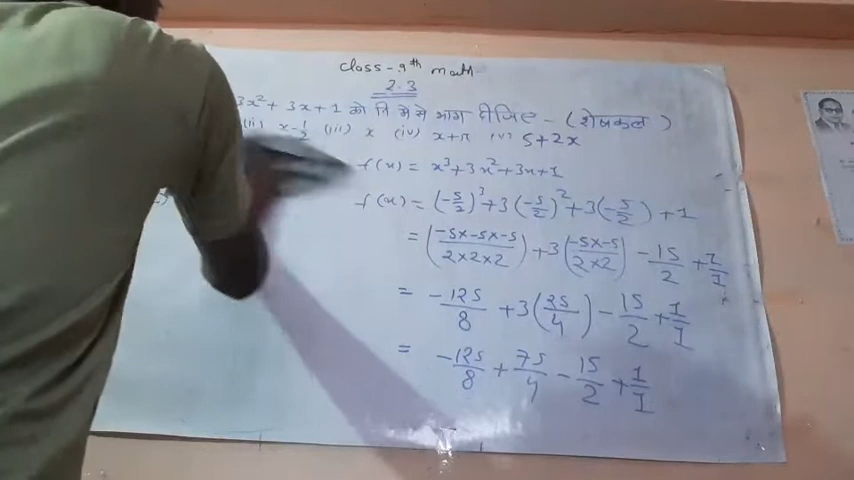 Class-9th math
2.3
3x² + 3x + 1 को नि मे से भाग दीजिए - (शेषफल)
(ii) x - 1/2 (iii) x (iv) x+π (v) 5+2x
f(x) = x³+3x²+3x+1
f(x) = (-5/2)³+3(-5/2)²+3(-5/2)+1
= (-5×-5×-5/2×2×2)+3(-5×-5/2×2)-15/2+1/1
= -125/8+3(25/4)-15/2+1/1
= -125/8+75/4-15/2+1/1